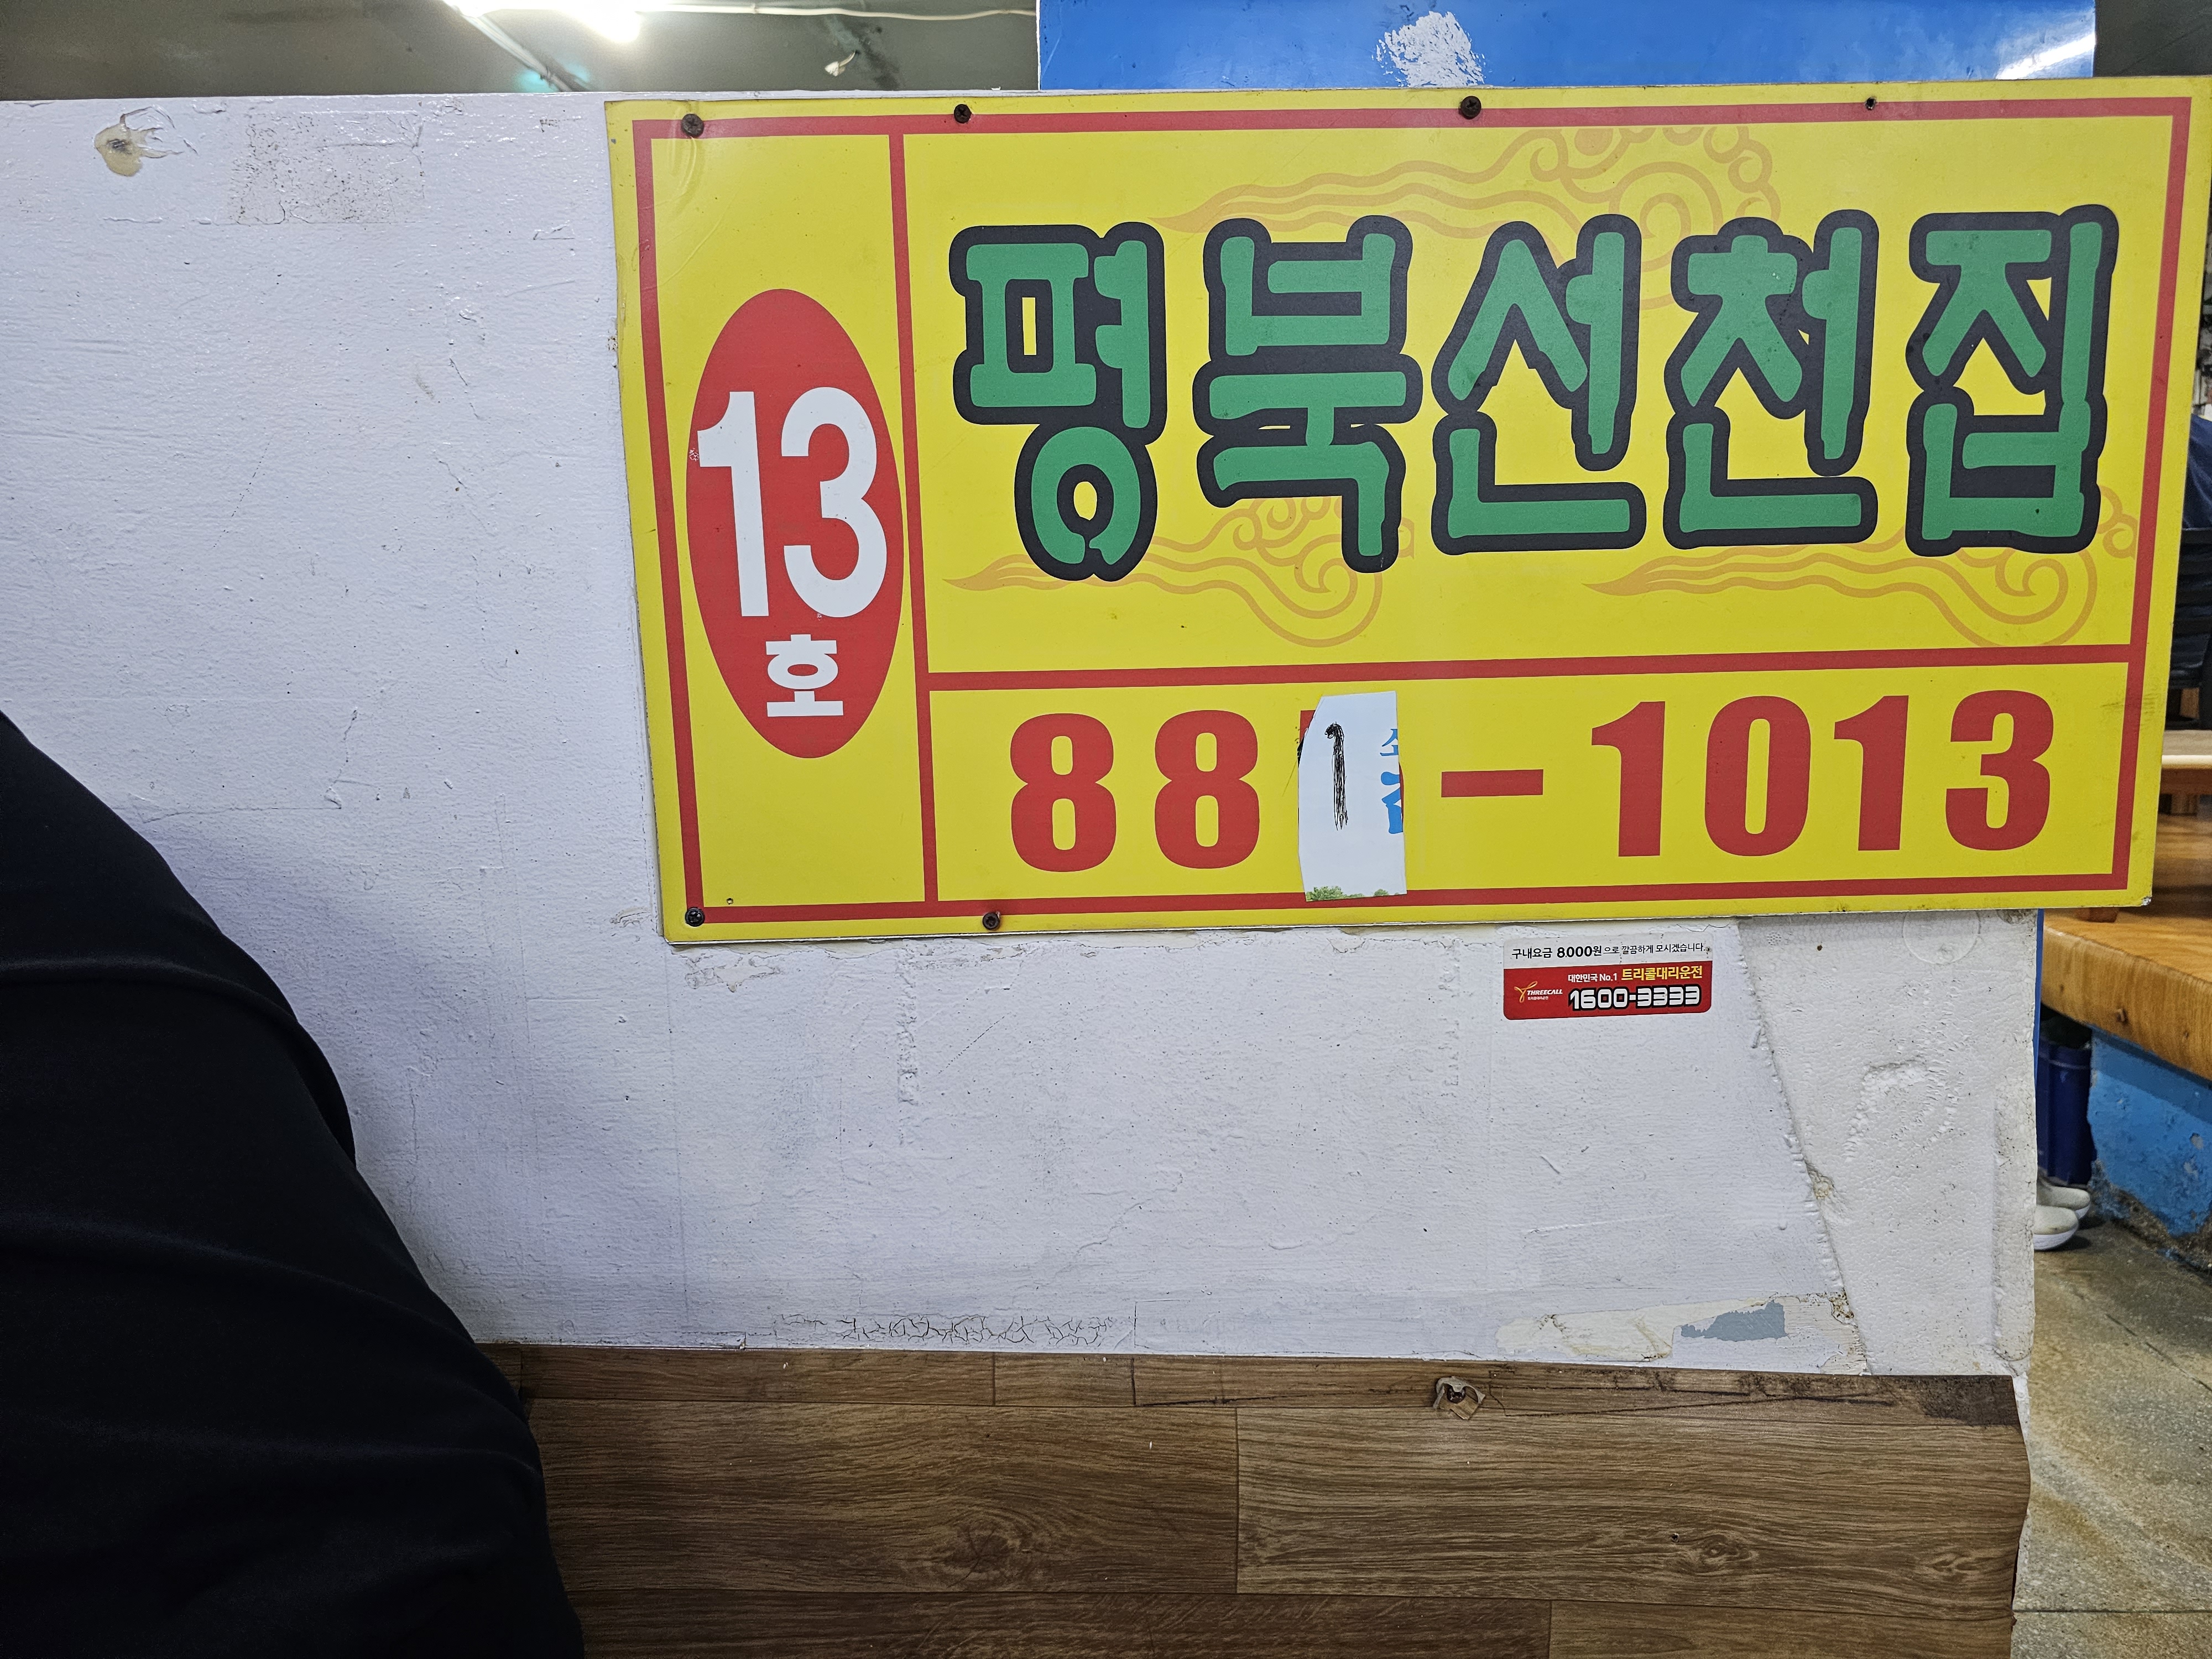 13
호
평북선천집
881-1013
구내요금 8,000원으로 깔끔하게 모시겠습니다.
대한민국 No.1 트리콜대리운전
THREECALL
1600-3333